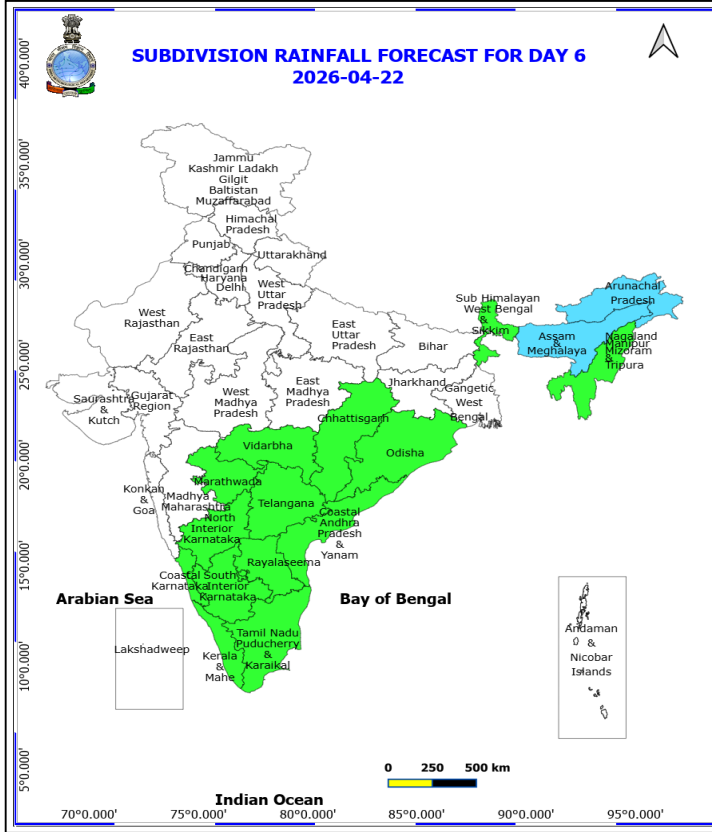 SUBDIVISION RAINFALL FORECAST FOR DAY 6
2026-04-22
40°0.000'
35°0.000'
30°0.000'
25°0.000'
20°0.000'
15°0.000'
10°0.000'
5°0.000'
Jammu
Kashmir Ladakh
Gilgit
Baltistan
Muzaffarabad
Himachal
Pradesh
Punjab
Uttarakhand
Chandigarh
Haryana
Delhi
West
Uttar
Pradesh
West
Rajasthan
East
Rajasthan
East
Uttar
Pradesh
Bihar
Sub Himalayan
West Bengal
&
Sikkim
Arunachal
Pradesh
Assam
&
Meghalaya
Nagaland
Manipur
Mizoram
&
Tripura
Saurashtra
&
Kutch
Gujarat
Region
West
Madhya
Pradesh
East
Madhya
Pradesh
Jharkhand
Gangetic
West
Bengal
Chhattisgarh
Odisha
Vidarbha
Marathwada
Telangana
Konkan
&
Goa
Madhya
Maharashtra
North
Interior
Karnataka
Coastal
Andhra
Pradesh
&
Yanam
Rayalaseema
Coastal
Karnataka
South
Interior
Karnataka
Tamil Nadu
Puducherry
&
Karaikal
Kerala
&
Mahe
Lakshadweep
Andaman
&
Nicobar
Islands
Arabian Sea
Bay of Bengal
Indian Ocean
0 250 500 km
70°0.000' 75°0.000' 80°0.000' 85°0.000' 90°0.000' 95°0.000'